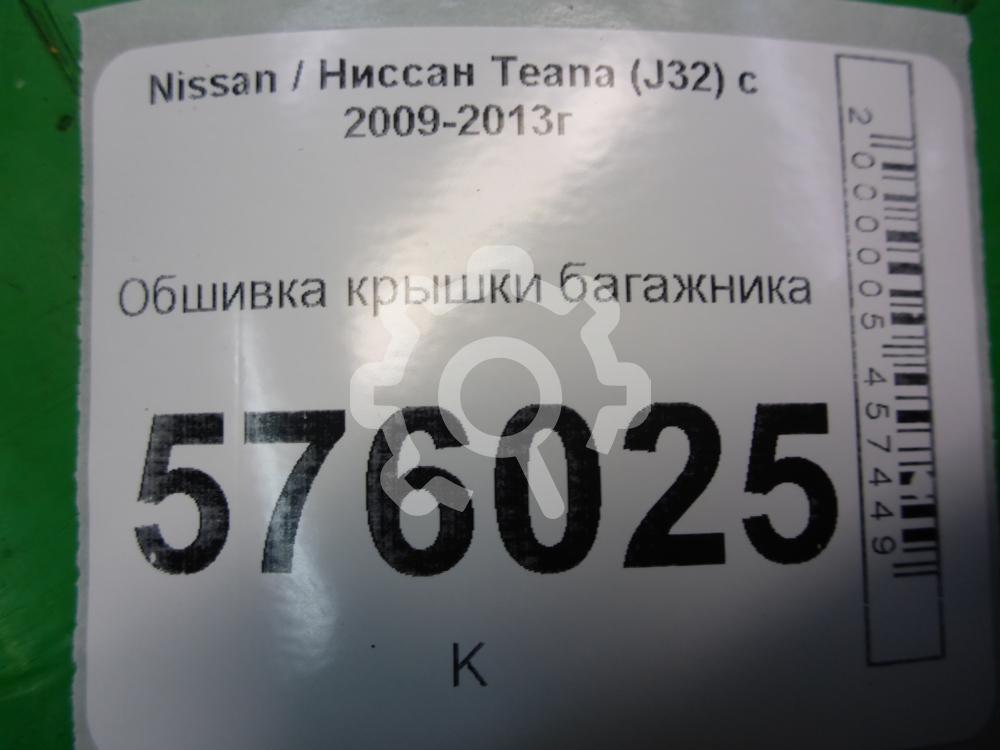 Nissan / Ниссан Teana (J32) с
2009-2013г
Обшивка крышки багажника
576025
К
2000005457449